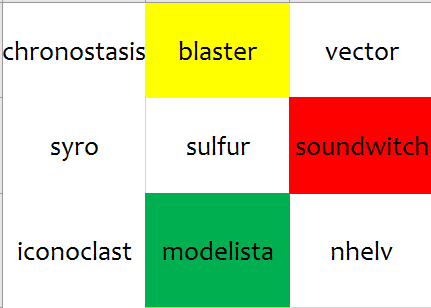 chronostasis blaster vector
syro sulfur soundwitch
iconoclast modelista nhelv